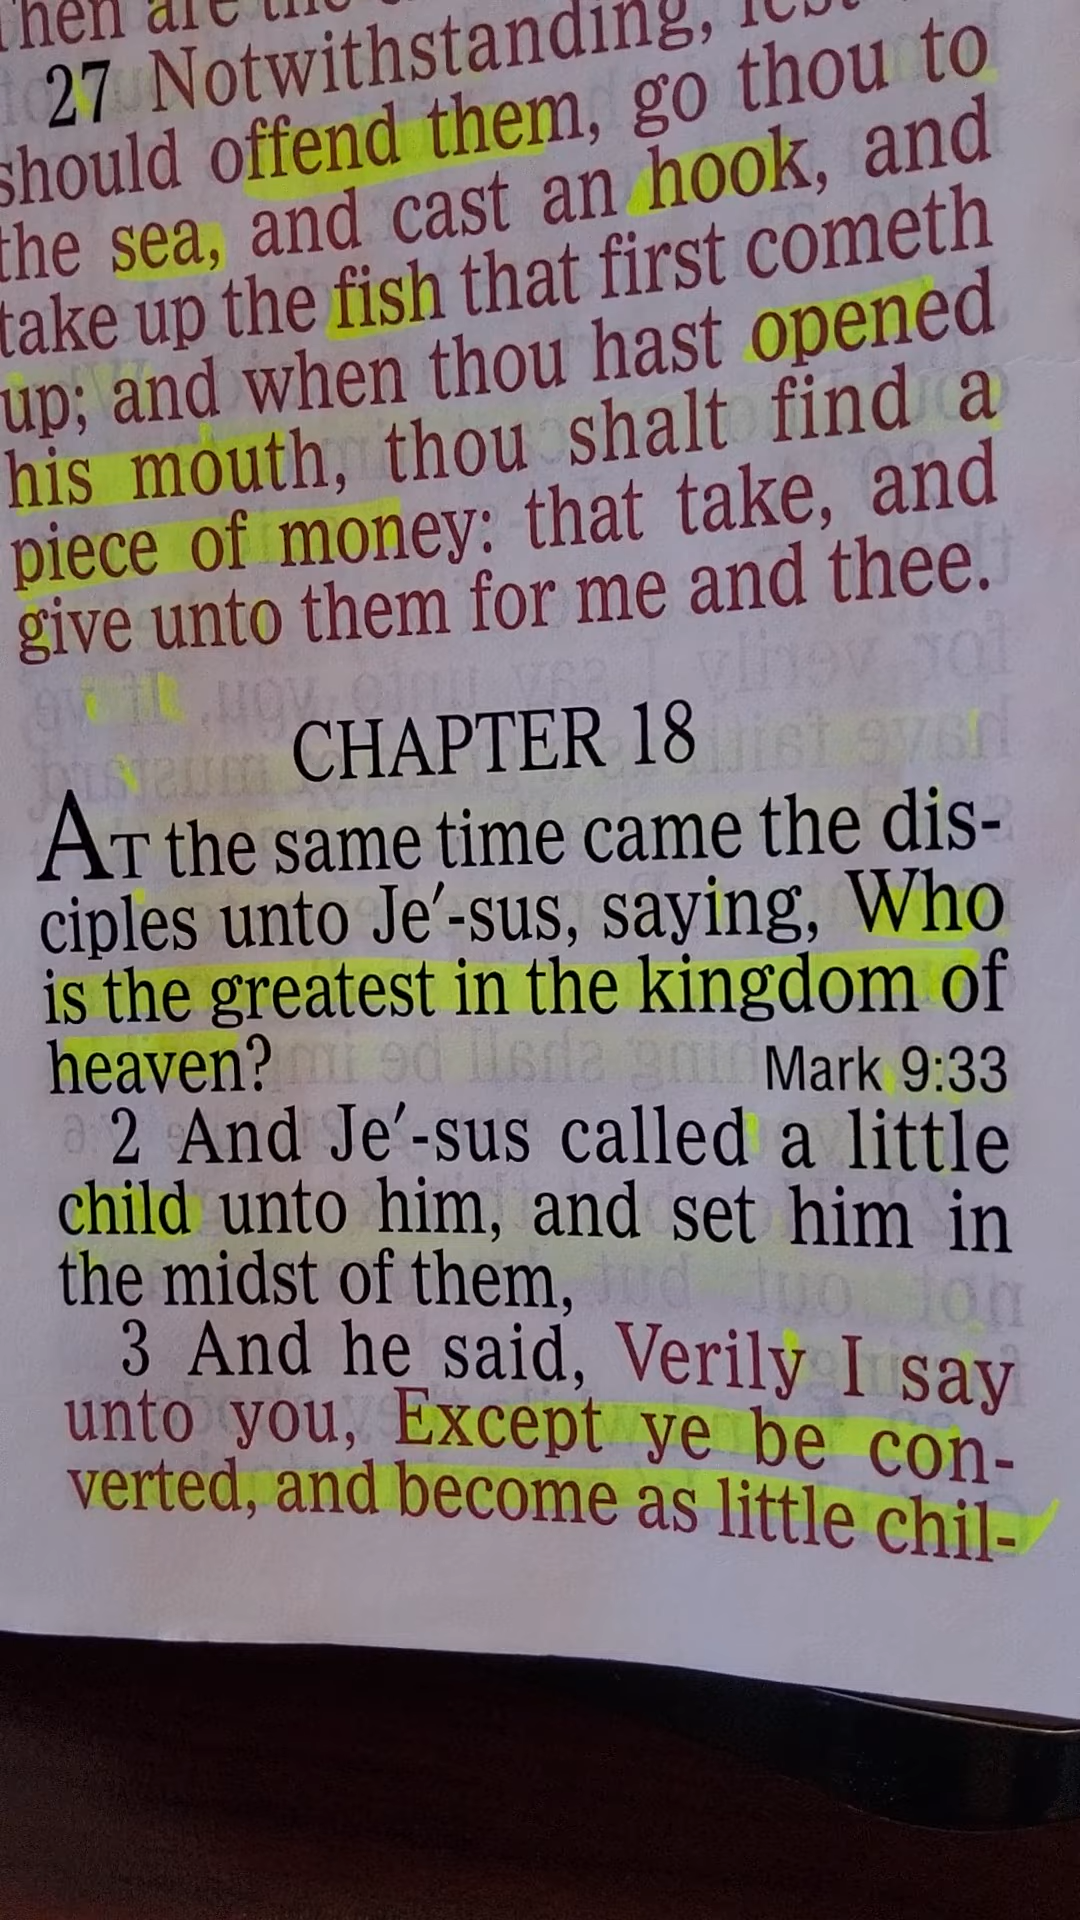 27 Notwithstanding,
should offend them, go thou to
the sea, and cast an hook, and
take up the fish that first cometh
up; and when thou hast opened
his mouth, thou shalt find a
piece of money: that take, and
give unto them for me and thee.
CHAPTER 18
AT the same time came the dis-
ciples unto Je′-sus, saying, Who
is the greatest in the kingdom of
heaven? Mark 9:33
2 And Je′-sus called a little
child unto him, and set him in
the midst of them,
3 And he said, Verily I say
unto you, Except ye be con-
verted, and become as little chil-